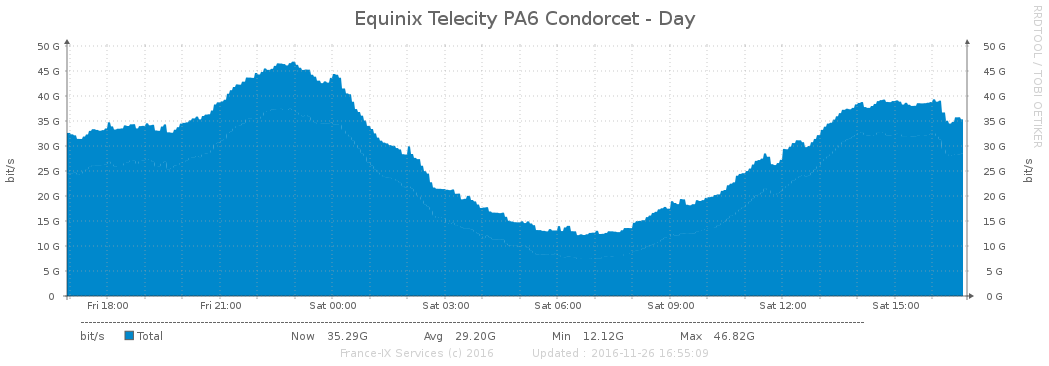 Equinix Telecity PA6 Condorcet - Day
RRDTOOL / TOBI OETIKER
bit/s
50 G 50 G
45 G 45 G
40 G 40 G
35 G 35 G
30 G 30 G
25 G 25 G
20 G 20 G
15 G 15 G
10 G 10 G
5 G 5 G
0 0 G
bit/s
Fri 18:00 Fri 21:00 Sat 00:00 Sat 03:00 Sat 06:00 Sat 09:00 Sat 12:00 Sat 15:00
bit/s Total Now 35.29G Avg 29.20G Min 12.12G Max 46.82G
France-IX Services (c) 2016 Updated : 2016-11-26 16:55:09